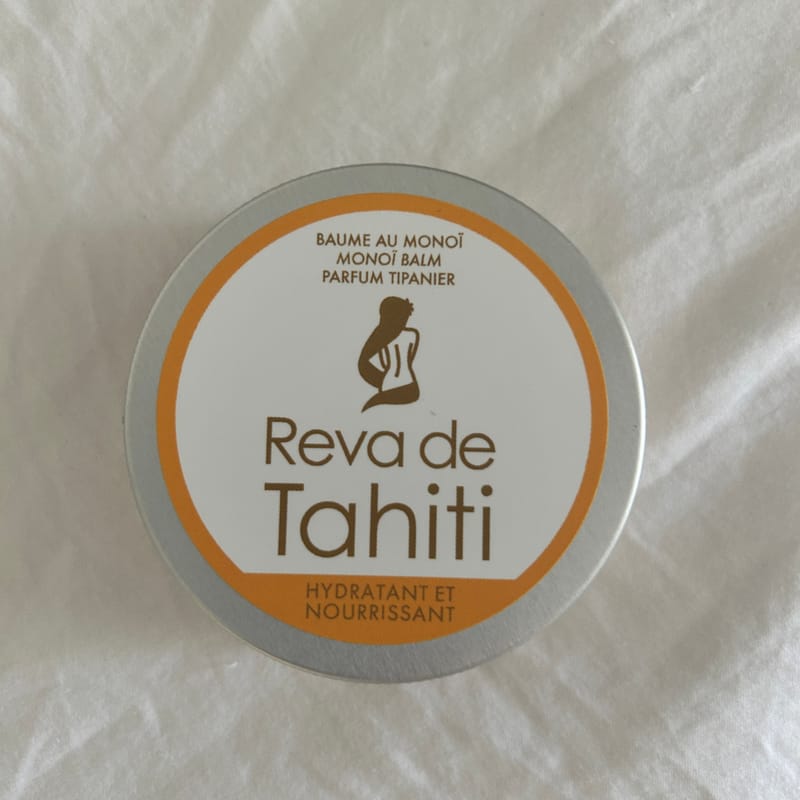 BAUME AU MONOÏ
MONOÏ BALM
PARFUM TIPANIER
Reva de
Tahiti
HYDRATANT ET
NOURRISSANT